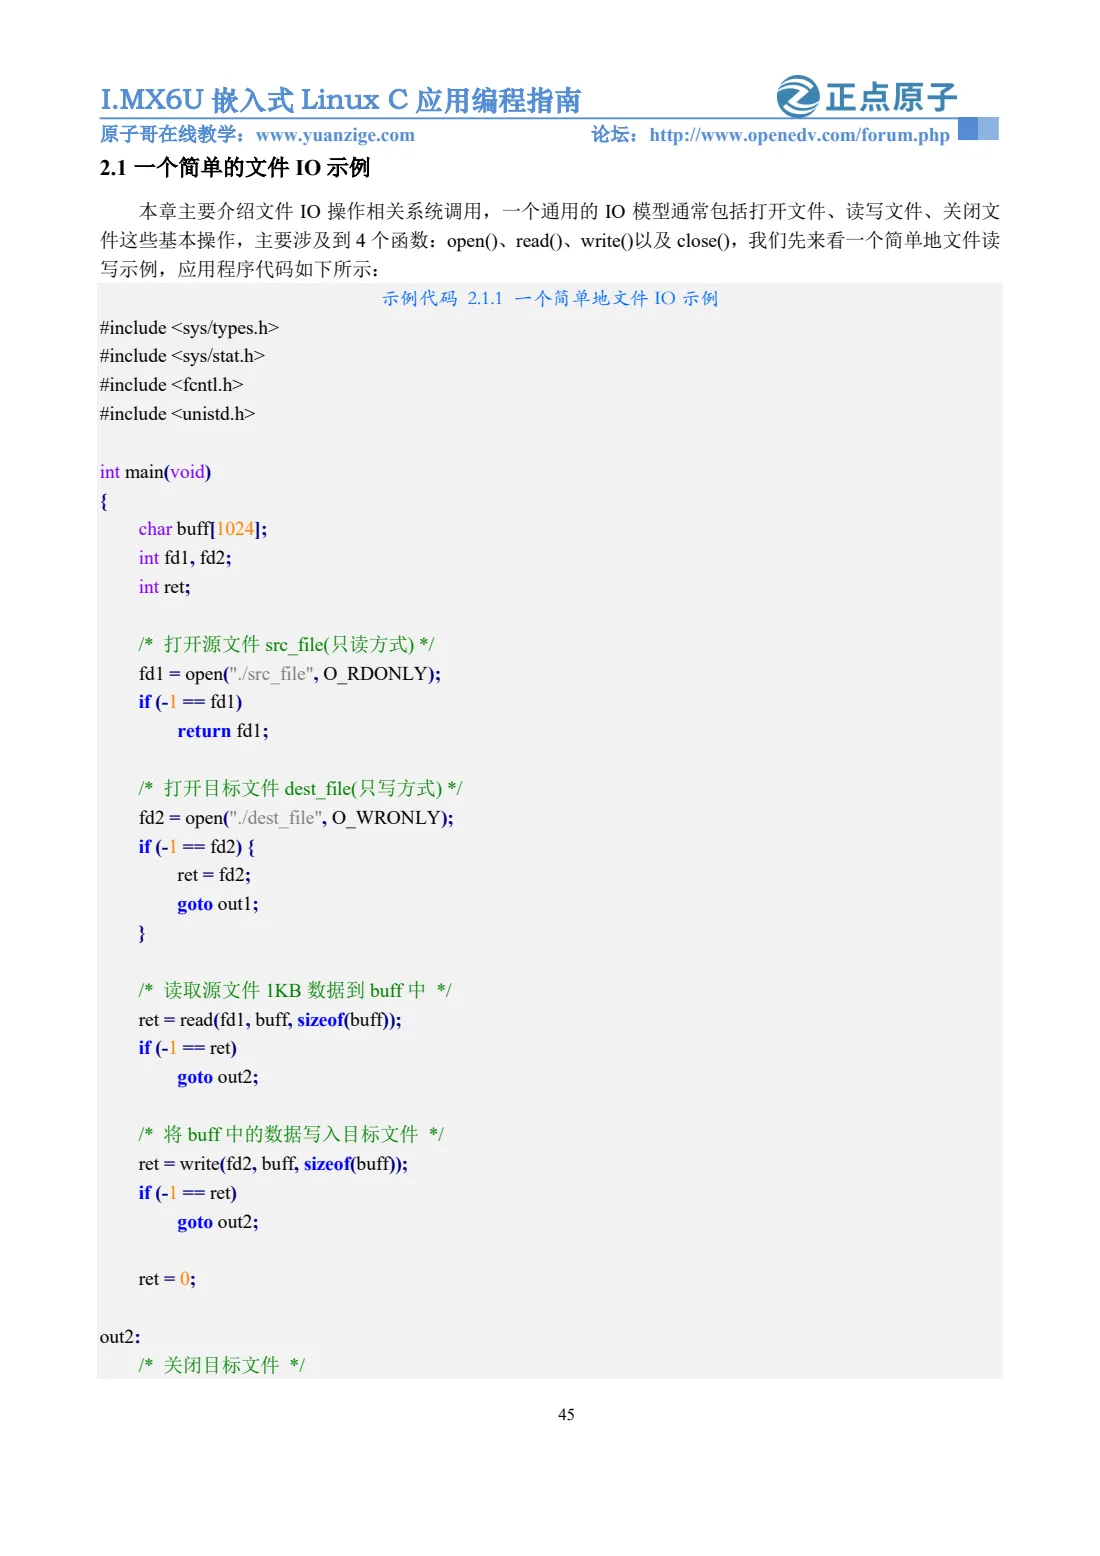 I.MX6U 嵌入式 Linux C 应用编程指南
正点原子
原子哥在线教学：www.yuanzige.com 论坛：http://www.openedv.com/forum.php
2.1 一个简单的文件 IO 示例
本章主要介绍文件 IO 操作相关系统调用，一个通用的 IO 模型通常包括打开文件、读写文件、关闭文
件这些基本操作，主要涉及到 4 个函数：open()、read()、write()以及 close()，我们先来看一个简单地文件读
写示例，应用程序代码如下所示：
示例代码 2.1.1 一个简单地文件 IO 示例
#include <sys/types.h>
#include <sys/stat.h>
#include <fcntl.h>
#include <unistd.h>
int main(void)
{
char buff[1024];
int fd1, fd2;
int ret;
/* 打开源文件 src_file(只读方式) */
fd1 = open("./src_file", O_RDONLY);
if (-1 == fd1)
return fd1;
/* 打开目标文件 dest_file(只写方式) */
fd2 = open("./dest_file", O_WRONLY);
if (-1 == fd2) {
ret = fd2;
goto out1;
}
/* 读取源文件 1KB 数据到 buff 中 */
ret = read(fd1, buff, sizeof(buff));
if (-1 == ret)
goto out2;
/* 将 buff 中的数据写入目标文件 */
ret = write(fd2, buff, sizeof(buff));
if (-1 == ret)
goto out2;
ret = 0;
out2:
/* 关闭目标文件 */
45